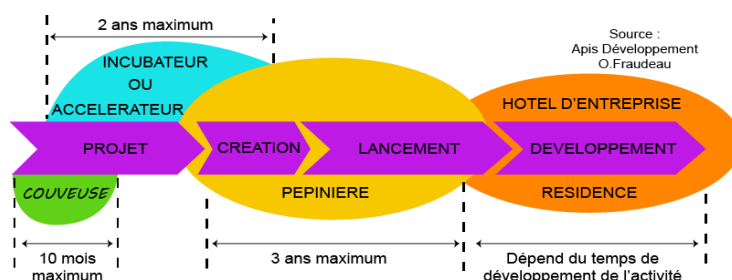 2 ans maximum
Source :
Apis Développement
O.Fraudeau
INCUBATEUR
OU
ACCELERATEUR
HOTEL D'ENTREPRISE
PROJET
CREATION
LANCEMENT
DEVELOPPEMENT
COUVEUSE
PEPINIERE
RESIDENCE
10 mois
maximum
3 ans maximum
Dépend du temps de
développement de l'activité